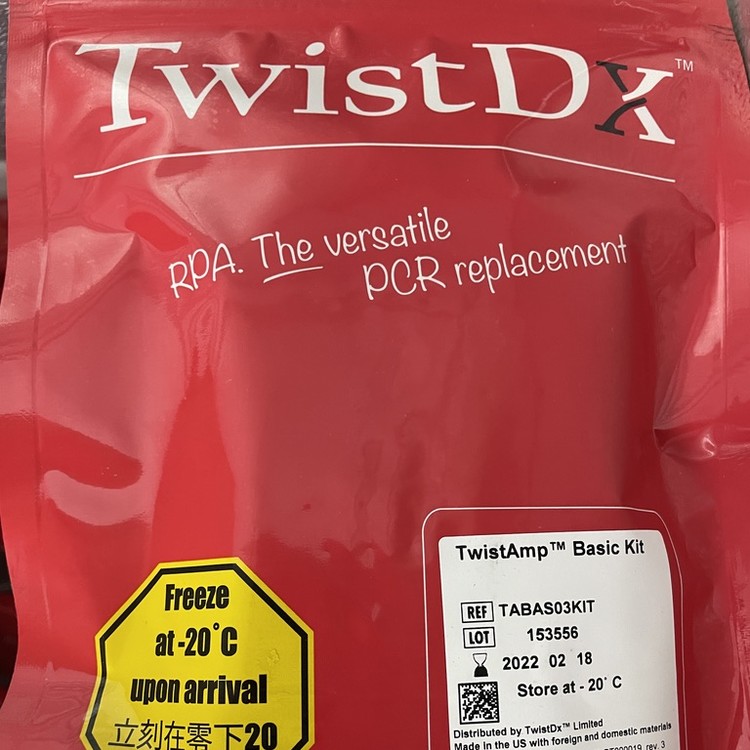 TwistDx™
RPA. The versatile
PCR replacement
Freeze
at -20°C
upon arrival
立刻在零下20
TwistAmp™ Basic Kit
REF TABAS03KIT
LOT 153556
2022 02 18
Store at - 20° C
Distributed by TwistDx™ Limited
Made in the US with foreign and domestic materials
rev. 3